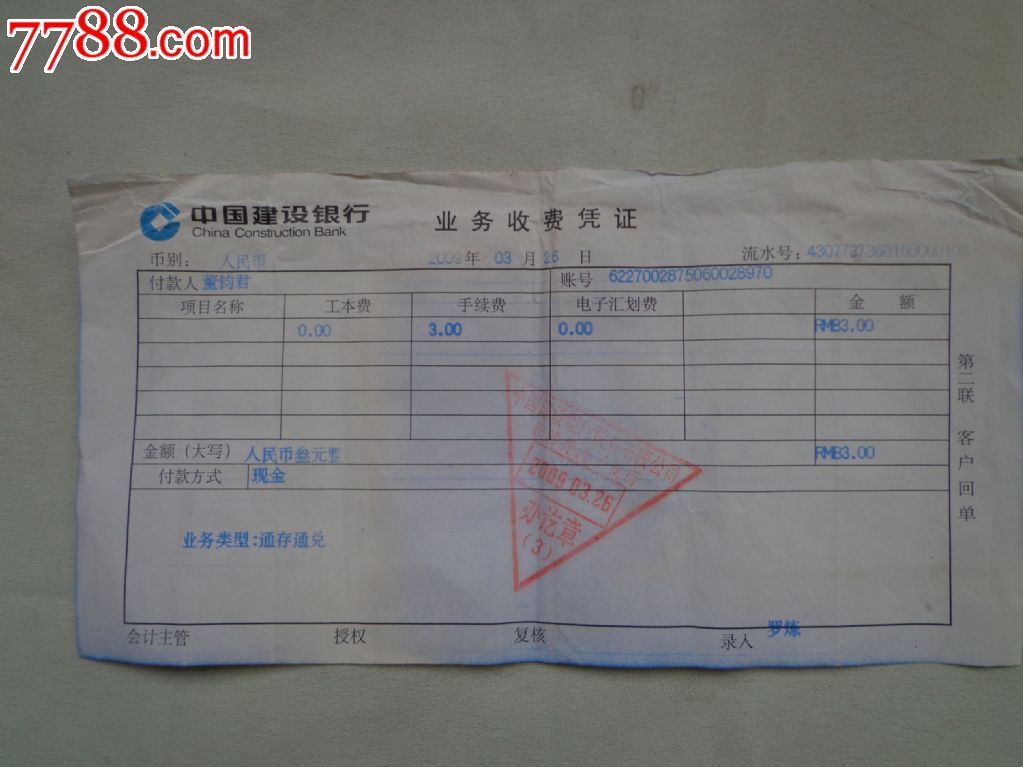 7788.com
中国建设银行 业务收费凭证
China Construction Bank
币别： 人民币 2009年 03 月 26 日 流水号：
付款人 董钧君 账号 6227002875060028970
项目名称 工本费 手续费 电子汇划费 金 额
0.00 3.00 0.00 RMB3.00
金额（大写） 人民币叁元整 RMB3.00
付款方式 现金
业务类型:通存通兑
2009.03.26
办讫章
（3）
第二联 客户回单
会计主管 授权 复核 录入 罗炼